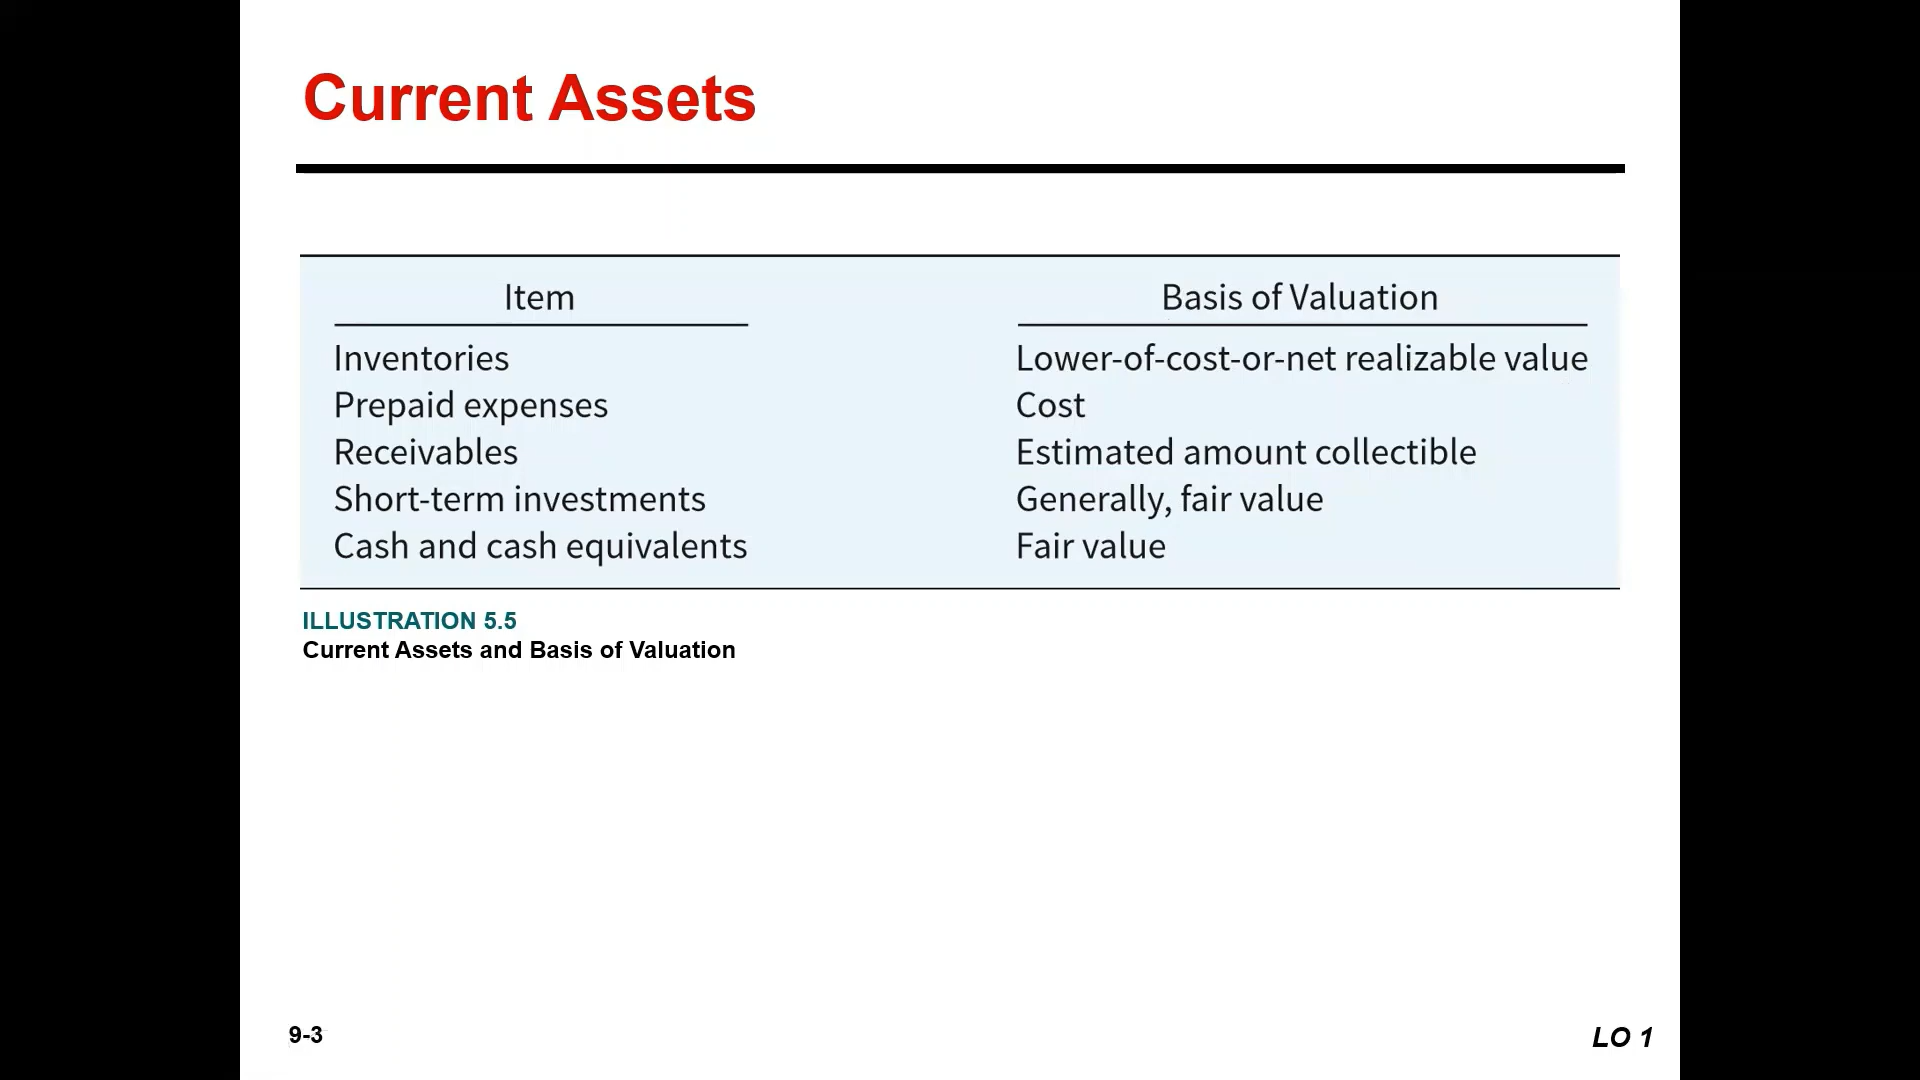 Current Assets
Item Basis of Valuation
Inventories Lower-of-cost-or-net realizable value
Prepaid expenses Cost
Receivables Estimated amount collectible
Short-term investments Generally, fair value
Cash and cash equivalents Fair value
ILLUSTRATION 5.5
Current Assets and Basis of Valuation
9-3 LO 1